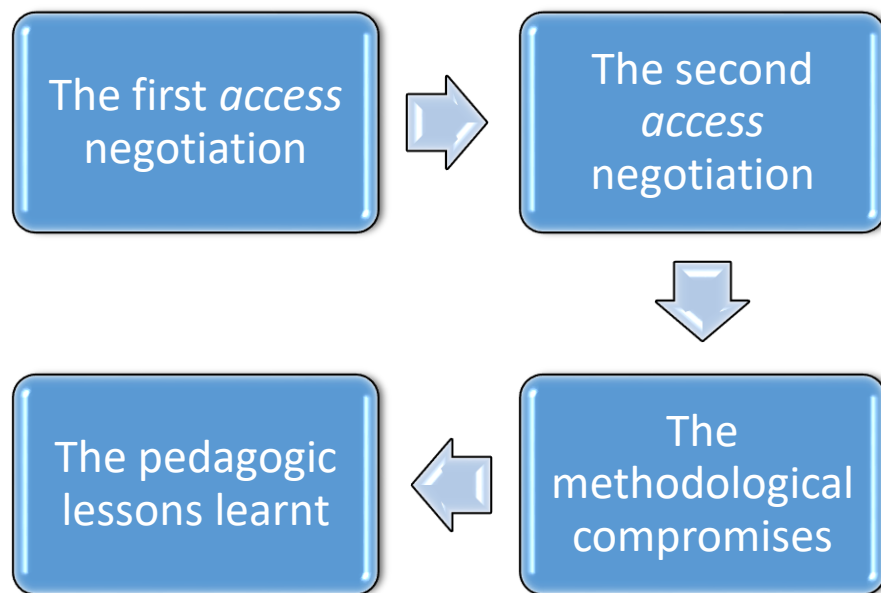 The first access
negotiation
The second
access
negotiation
The
methodological
compromises
The pedagogic
lessons learnt